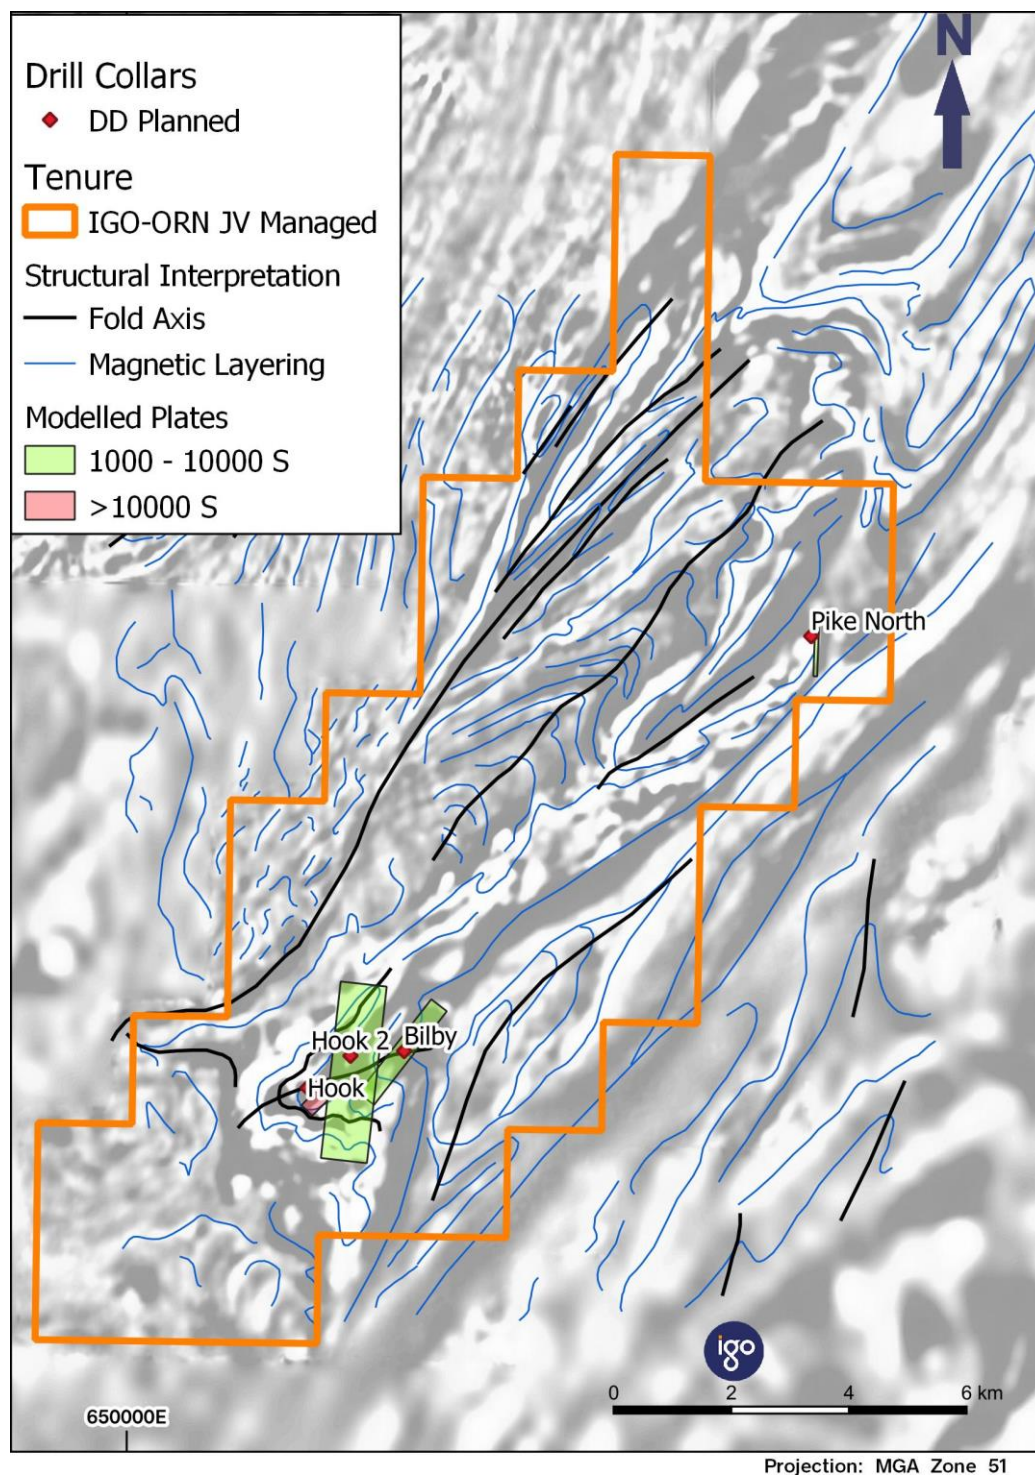 Drill Collars
DD Planned
Tenure
IGO-ORN JV Managed
Structural Interpretation
Fold Axis
Magnetic Layering
Modelled Plates
1000 - 10000 S
>10000 S
N
Pike North
Hook 2
Bilby
Hook
igo
0 2 4 6 km
650000E
Projection: MGA Zone 51